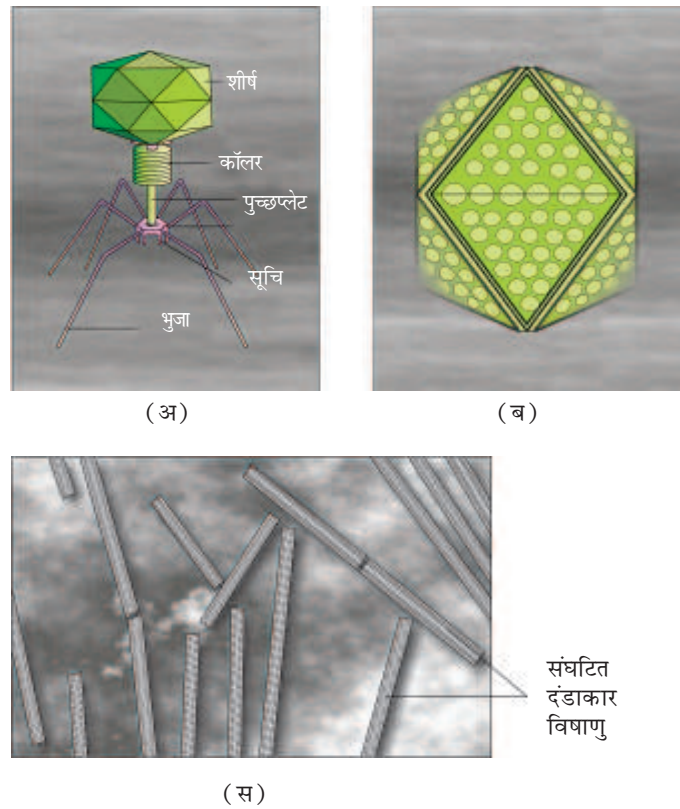 शीर्ष
कॉलर
पुच्छप्लेट
सूचि
भुजा
(अ)
(ब)
संघटित
दंडाकार
विषाणु
(स)